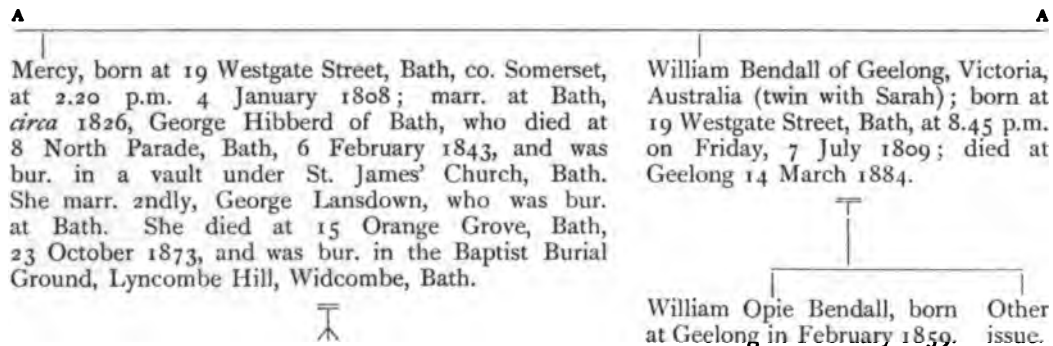 A A
Mercy, born at 19 Westgate Street, Bath, co. Somerset,
at 2.20 p.m. 4 January 1808; marr. at Bath,
circa 1826, George Hibberd of Bath, who died at
8 North Parade, Bath, 6 February 1843, and was
bur. in a vault under St. James' Church, Bath.
She marr. 2ndly, George Lansdown, who was bur.
at Bath. She died at 15 Orange Grove, Bath,
23 October 1873, and was bur. in the Baptist Burial
Ground, Lyncombe Hill, Widcombe, Bath.
William Bendall of Geelong, Victoria,
Australia (twin with Sarah); born at
19 Westgate Street, Bath, at 8.45 p.m.
on Friday, 7 July 1809; died at
Geelong 14 March 1884.
William Opie Bendall, born
at Geelong in February 1859.
Other
issue.